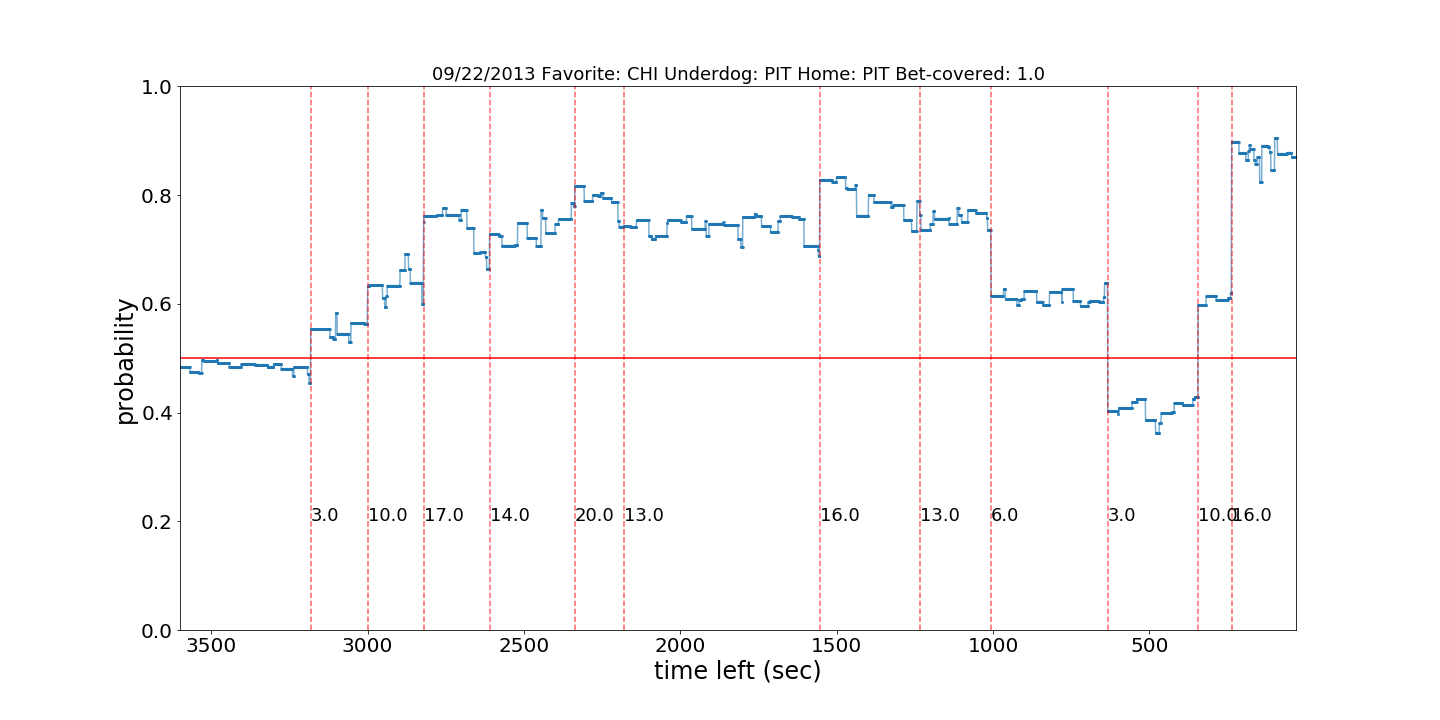 09/22/2013 Favorite: CHI Underdog: PIT Home: PIT Bet-covered: 1.0
probability
1.0
0.8
0.6
0.4
0.2
0.0
3.0 10.0 17.0 14.0 20.0 13.0 16.0 13.0 6.0 3.0 10.0 16.0
3500 3000 2500 2000 1500 1000 500
time left (sec)